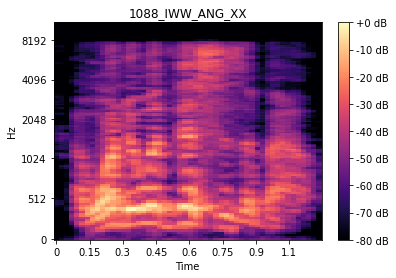 1088_IWW_ANG_XX
+0 dB
8192
-10 dB
4096
-20 dB
-30 dB
2048
Hz
-40 dB
1024
-50 dB
-60 dB
512
-70 dB
0
-80 dB
0 0.15 0.3 0.45 0.6 0.75 0.9 1.1
Time